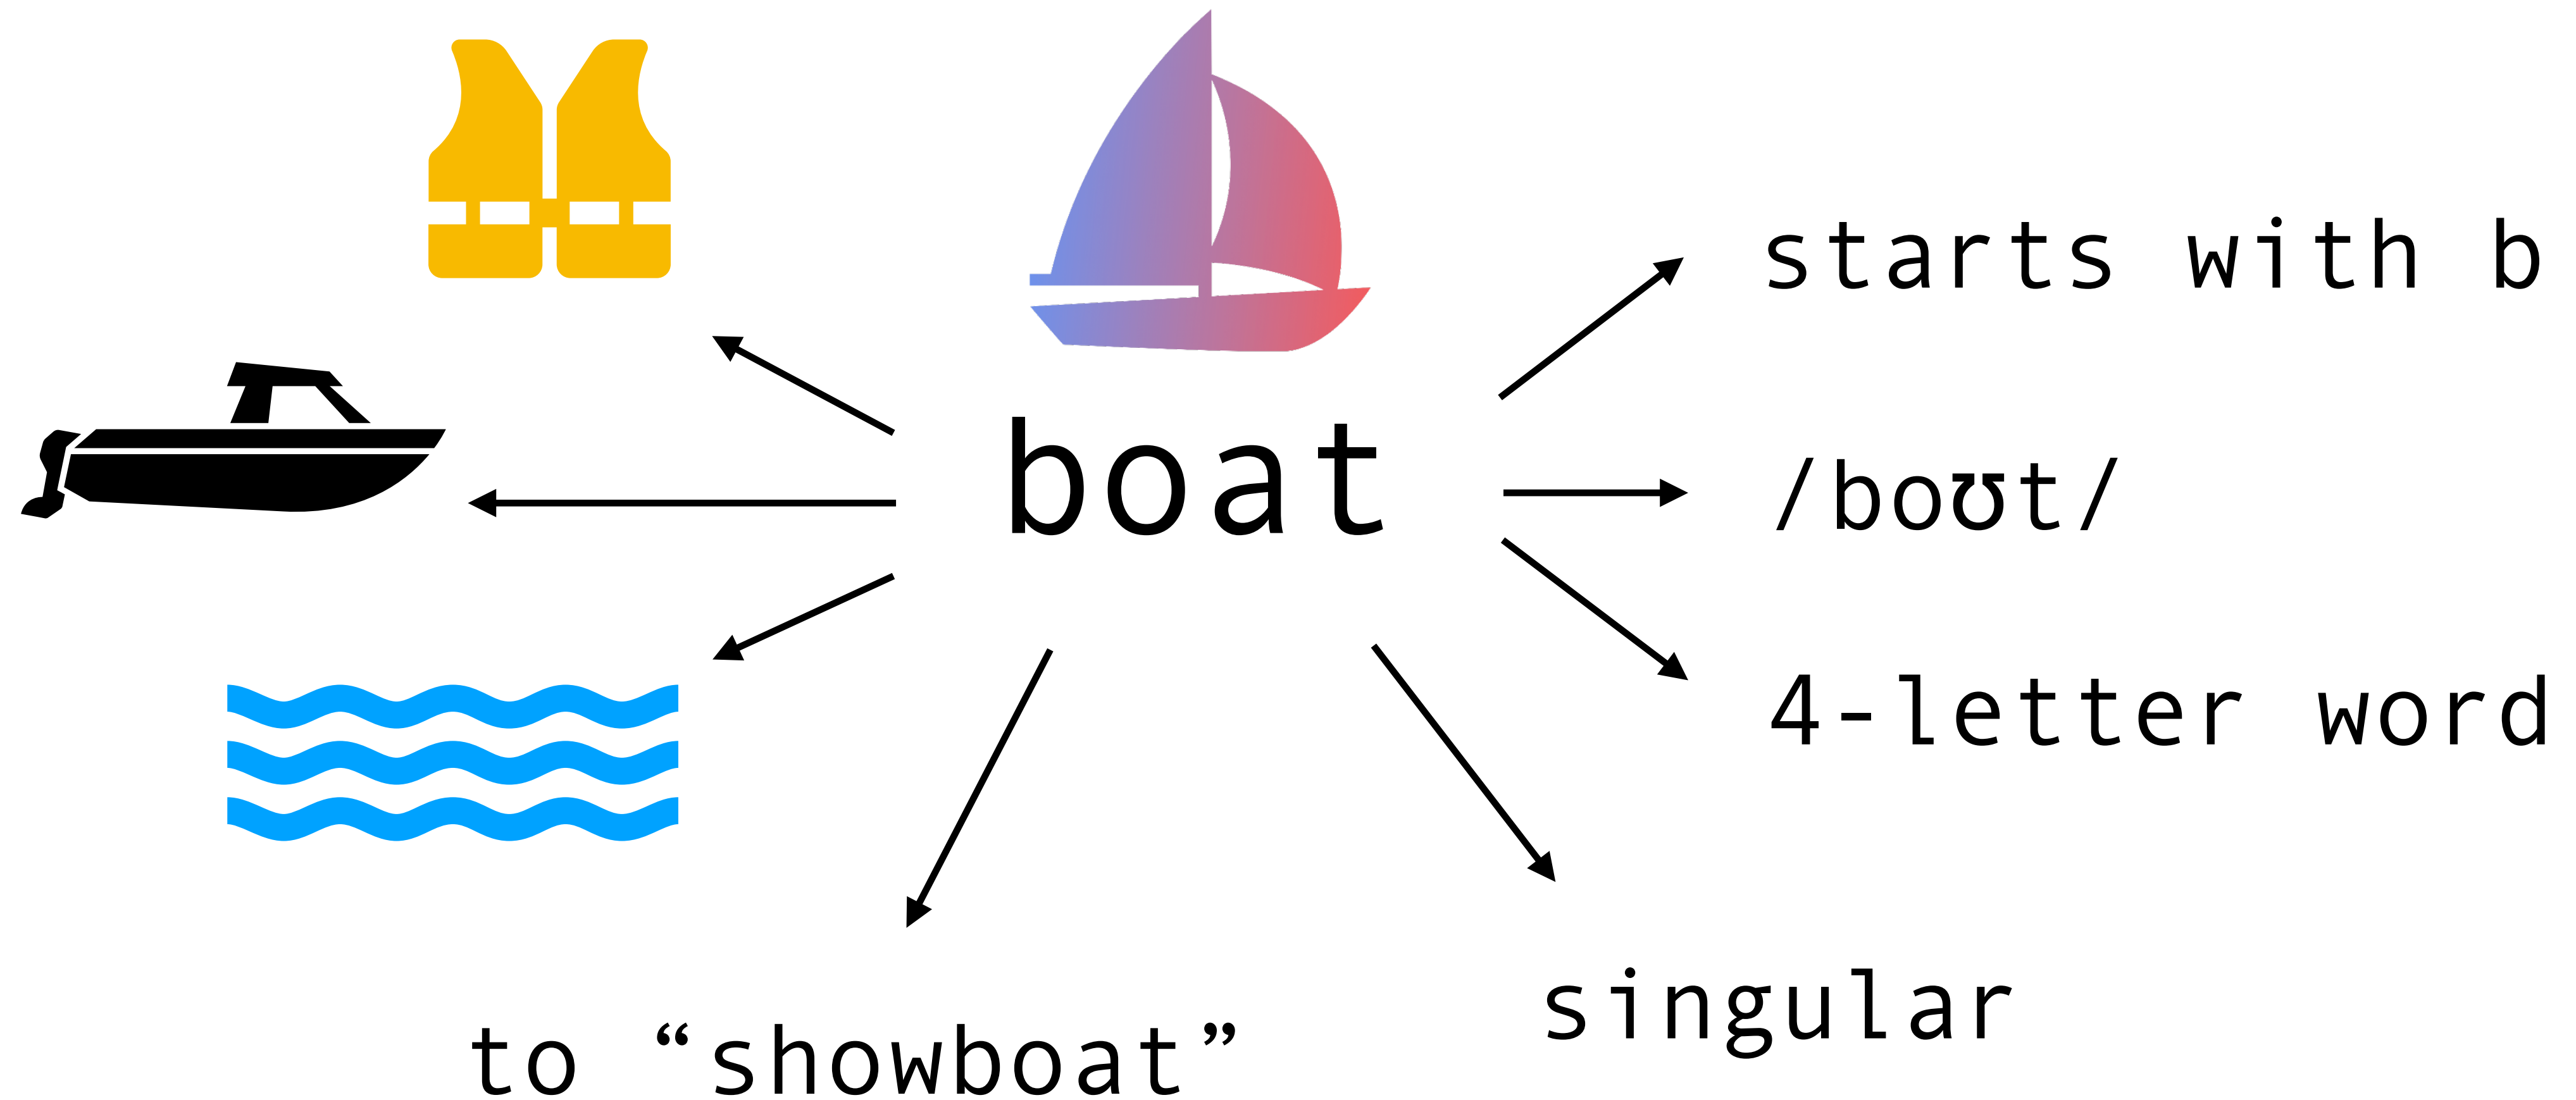 starts with b
boat
/boʊt/
4-letter word
singular
to “showboat”